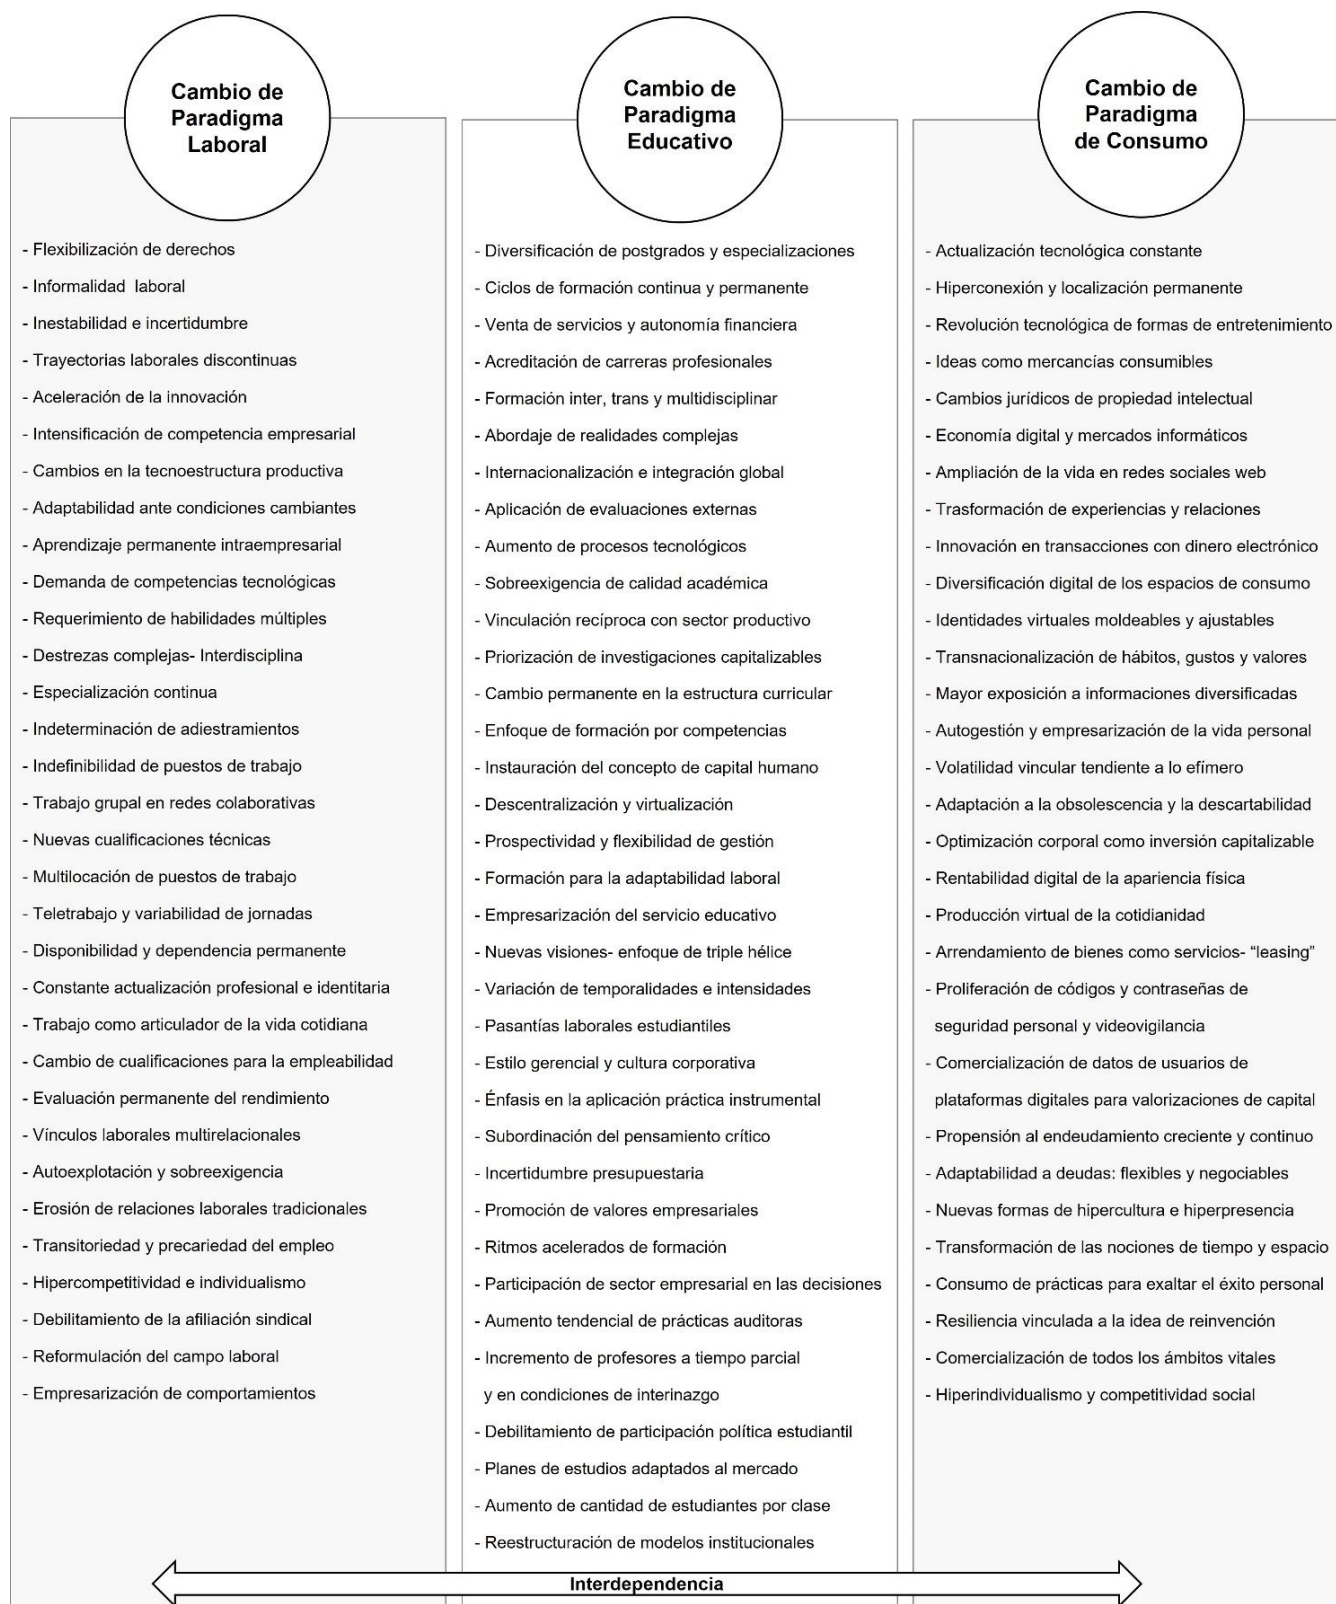 Cambio de
Paradigma
Laboral
- Flexibilización de derechos
- Informalidad laboral
- Inestabilidad e incertidumbre
- Trayectorias laborales discontinuas
- Aceleración de la innovación
- Intensificación de competencia empresarial
- Cambios en la tecnoestructura productiva
- Adaptabilidad ante condiciones cambiantes
- Aprendizaje permanente intraempresarial
- Demanda de competencias tecnológicas
- Requerimiento de habilidades múltiples
- Destrezas complejas- Interdisciplina
- Especialización continua
- Indeterminación de adiestramientos
- Indefinibilidad de puestos de trabajo
- Trabajo grupal en redes colaborativas
- Nuevas cualificaciones técnicas
- Multilocación de puestos de trabajo
- Teletrabajo y variabilidad de jornadas
- Disponibilidad y dependencia permanente
- Constante actualización profesional e identitaria
- Trabajo como articulador de la vida cotidiana
- Cambio de cualificaciones para la empleabilidad
- Evaluación permanente del rendimiento
- Vínculos laborales multirelacionales
- Autoexplotación y sobreexigencia
- Erosión de relaciones laborales tradicionales
- Transitoriedad y precariedad del empleo
- Hipercompetitividad e individualismo
- Debilitamiento de la afiliación sindical
- Reformulación del campo laboral
- Empresarización de comportamientos
Cambio de
Paradigma
Educativo
- Diversificación de postgrados y especializaciones
- Ciclos de formación continua y permanente
- Venta de servicios y autonomía financiera
- Acreditación de carreras profesionales
- Formación inter, trans y multidisciplinar
- Abordaje de realidades complejas
- Internacionalización e integración global
- Aplicación de evaluaciones externas
- Aumento de procesos tecnológicos
- Sobreexigencia de calidad académica
- Vinculación recíproca con sector productivo
- Priorización de investigaciones capitalizables
- Cambio permanente en la estructura curricular
- Enfoque de formación por competencias
- Instauración del concepto de capital humano
- Descentralización y virtualización
- Prospectividad y flexibilidad de gestión
- Formación para la adaptabilidad laboral
- Empresarización del servicio educativo
- Nuevas visiones- enfoque de triple hélice
- Variación de temporalidades e intensidades
- Pasantías laborales estudiantiles
- Estilo gerencial y cultura corporativa
- Énfasis en la aplicación práctica instrumental
- Subordinación del pensamiento crítico
- Incertidumbre presupuestaria
- Promoción de valores empresariales
- Ritmos acelerados de formación
- Participación de sector empresarial en las decisiones
- Aumento tendencial de prácticas auditoras
- Incremento de profesores a tiempo parcial
y en condiciones de interinazgo
- Debilitamiento de participación política estudiantil
- Planes de estudios adaptados al mercado
- Aumento de cantidad de estudiantes por clase
- Reestructuración de modelos institucionales
Cambio de
Paradigma
de Consumo
- Actualización tecnológica constante
- Hiperconexión y localización permanente
- Revolución tecnológica de formas de entretenimiento
- Ideas como mercancías consumibles
- Cambios jurídicos de propiedad intelectual
- Economía digital y mercados informáticos
- Ampliación de la vida en redes sociales web
- Trasformación de experiencias y relaciones
- Innovación en transacciones con dinero electrónico
- Diversificación digital de los espacios de consumo
- Identidades virtuales moldeables y ajustables
- Transnacionalización de hábitos, gustos y valores
- Mayor exposición a informaciones diversificadas
- Autogestión y empresarización de la vida personal
- Volatilidad vincular tendiente a lo efímero
- Adaptación a la obsolescencia y la descartabilidad
- Optimización corporal como inversión capitalizable
- Rentabilidad digital de la apariencia física
- Producción virtual de la cotidianidad
- Arrendamiento de bienes como servicios- “leasing”
- Proliferación de códigos y contraseñas de
seguridad personal y videovigilancia
- Comercialización de datos de usuarios de
plataformas digitales para valorizaciones de capital
- Propensión al endeudamiento creciente y continuo
- Adaptabilidad a deudas: flexibles y negociables
- Nuevas formas de hipercultura e hiperpresencia
- Transformación de las nociones de tiempo y espacio
- Consumo de prácticas para exaltar el éxito personal
- Resiliencia vinculada a la idea de reinvención
- Comercialización de todos los ámbitos vitales
- Hiperindividualismo y competitividad social
Interdependencia